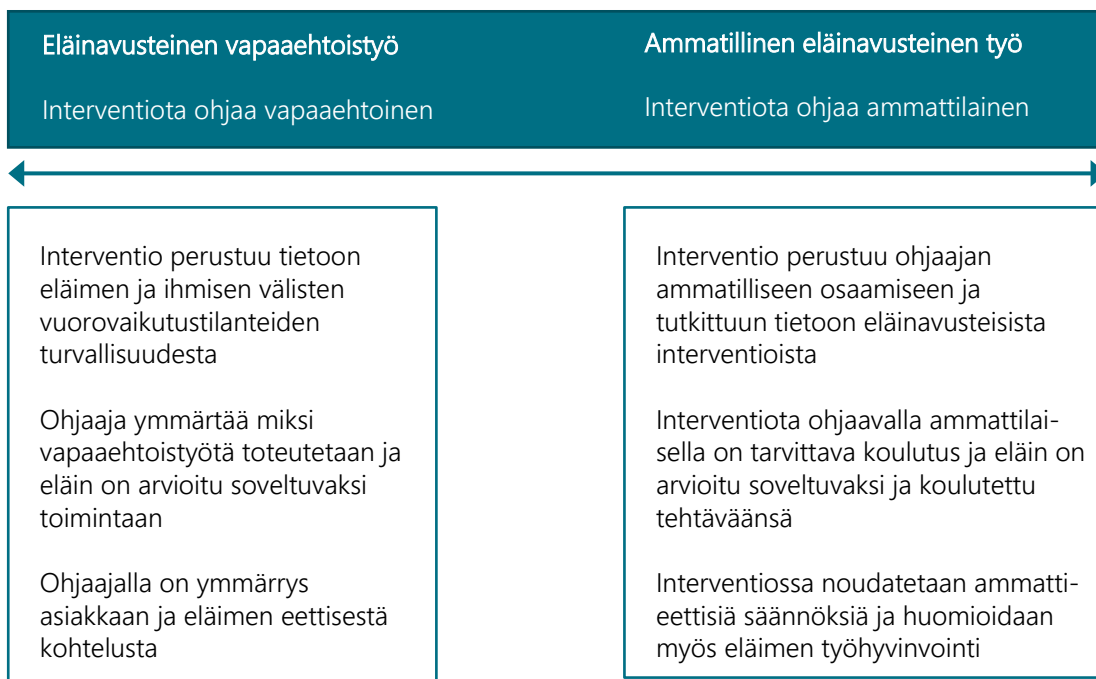 Eläinavusteinen vapaaehtoistyö
Interventiota ohjaa vapaaehtoinen
Ammatillinen eläinavusteinen työ
Interventiota ohjaa ammattilainen
Interventio perustuu tietoon
eläimen ja ihmisen välisten
vuorovaikutustilanteiden
turvallisuudesta
Ohjaaja ymmärtää miksi
vapaaehtoistyötä toteutetaan ja
eläin on arvioitu soveltuvaksi
toimintaan
Ohjaajalla on ymmärrys
asiakkaan ja eläimen eettisestä
kohtelusta
Interventio perustuu ohjaajan
ammatilliseen osaamiseen ja
tutkittuun tietoon eläinavusteisista
interventioista
Interventiota ohjaavalla ammattilai-
sella on tarvittava koulutus ja eläin on
arvioitu soveltuvaksi ja koulutettu
tehtäväänsä
Interventiossa noudatetaan ammatti-
eettisiä säännöksiä ja huomioidaan
myös eläimen työhyvinvointi